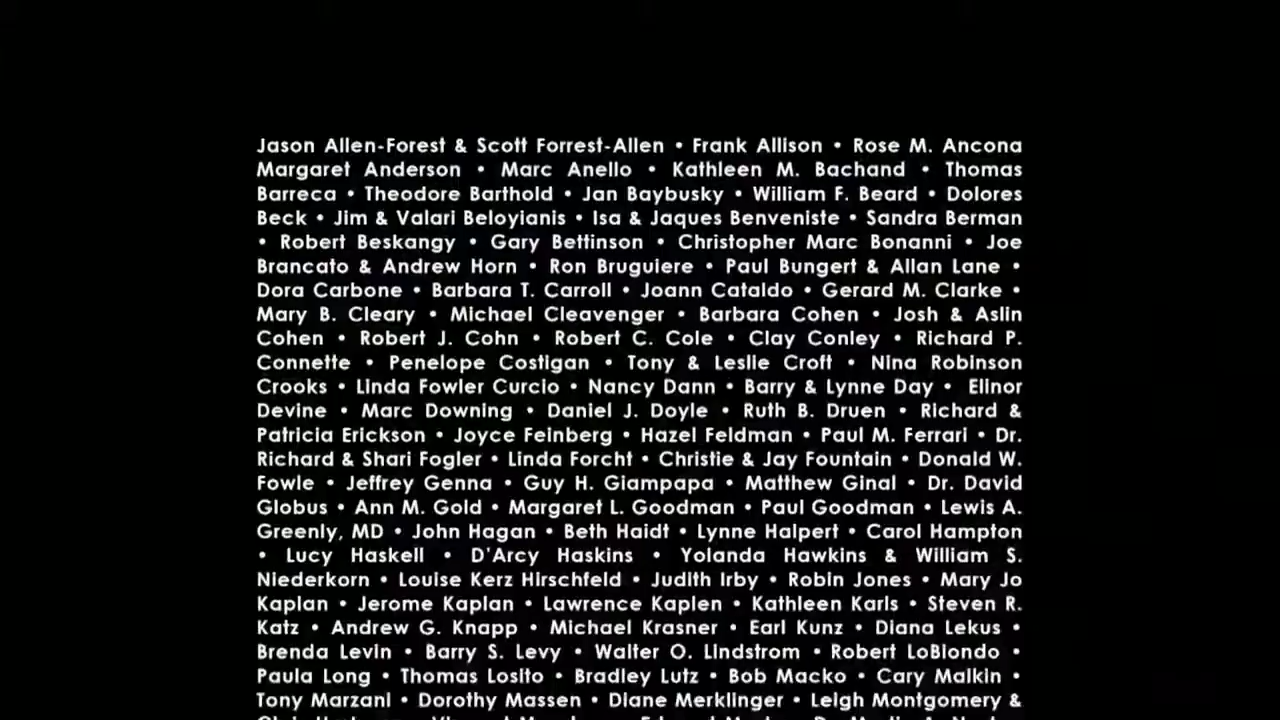 Jason Allen-Forest & Scott Forrest-Allen • Frank Allison • Rose M. Ancona
Margaret Anderson • Marc Anello • Kathleen M. Bachand • Thomas
Barreca • Theodore Barthold • Jan Baybusky • William F. Beard • Dolores
Beck • Jim & Valari Beloyianis • Isa & Jaques Benveniste • Sandra Berman
• Robert Beskangy • Gary Bettinson • Christopher Marc Bonanni • Joe
Brancato & Andrew Horn • Ron Bruguiere • Paul Bungert & Allan Lane •
Dora Carbone • Barbara T. Carroll • Joann Cataldo • Gerard M. Clarke •
Mary B. Cleary • Michael Cleavenger • Barbara Cohen • Josh & Aslin
Cohen • Robert J. Cohn • Robert C. Cole • Clay Conley • Richard P.
Connette • Penelope Costigan • Tony & Leslie Croft • Nina Robinson
Crooks • Linda Fowler Curcio • Nancy Dann • Barry & Lynne Day • Elinor
Devine • Marc Downing • Daniel J. Doyle • Ruth B. Druen • Richard &
Patricia Erickson • Joyce Feinberg • Hazel Feldman • Paul M. Ferrari • Dr.
Richard & Shari Fogler • Linda Forcht • Christie & Jay Fountain • Donald W.
Fowle • Jeffrey Genna • Guy H. Giampapa • Matthew Ginal • Dr. David
Globus • Ann M. Gold • Margaret L. Goodman • Paul Goodman • Lewis A.
Greenly, MD • John Hagan • Beth Haidt • Lynne Halpert • Carol Hampton
• Lucy Haskell • D'Arcy Haskins • Yolanda Hawkins & William S.
Niederkorn • Louise Kerz Hirschfeld • Judith Irby • Robin Jones • Mary Jo
Kaplan • Jerome Kaplan • Lawrence Kaplen • Kathleen Karls • Steven R.
Katz • Andrew G. Knapp • Michael Krasner • Earl Kunz • Diana Lekus •
Brenda Levin • Barry S. Levy • Walter O. Lindstrom • Robert LoBiondo •
Paula Long • Thomas Losito • Bradley Lutz • Bob Macko • Cary Malkin •
Tony Marzani • Dorothy Massen • Diane Merklinger • Leigh Montgomery &